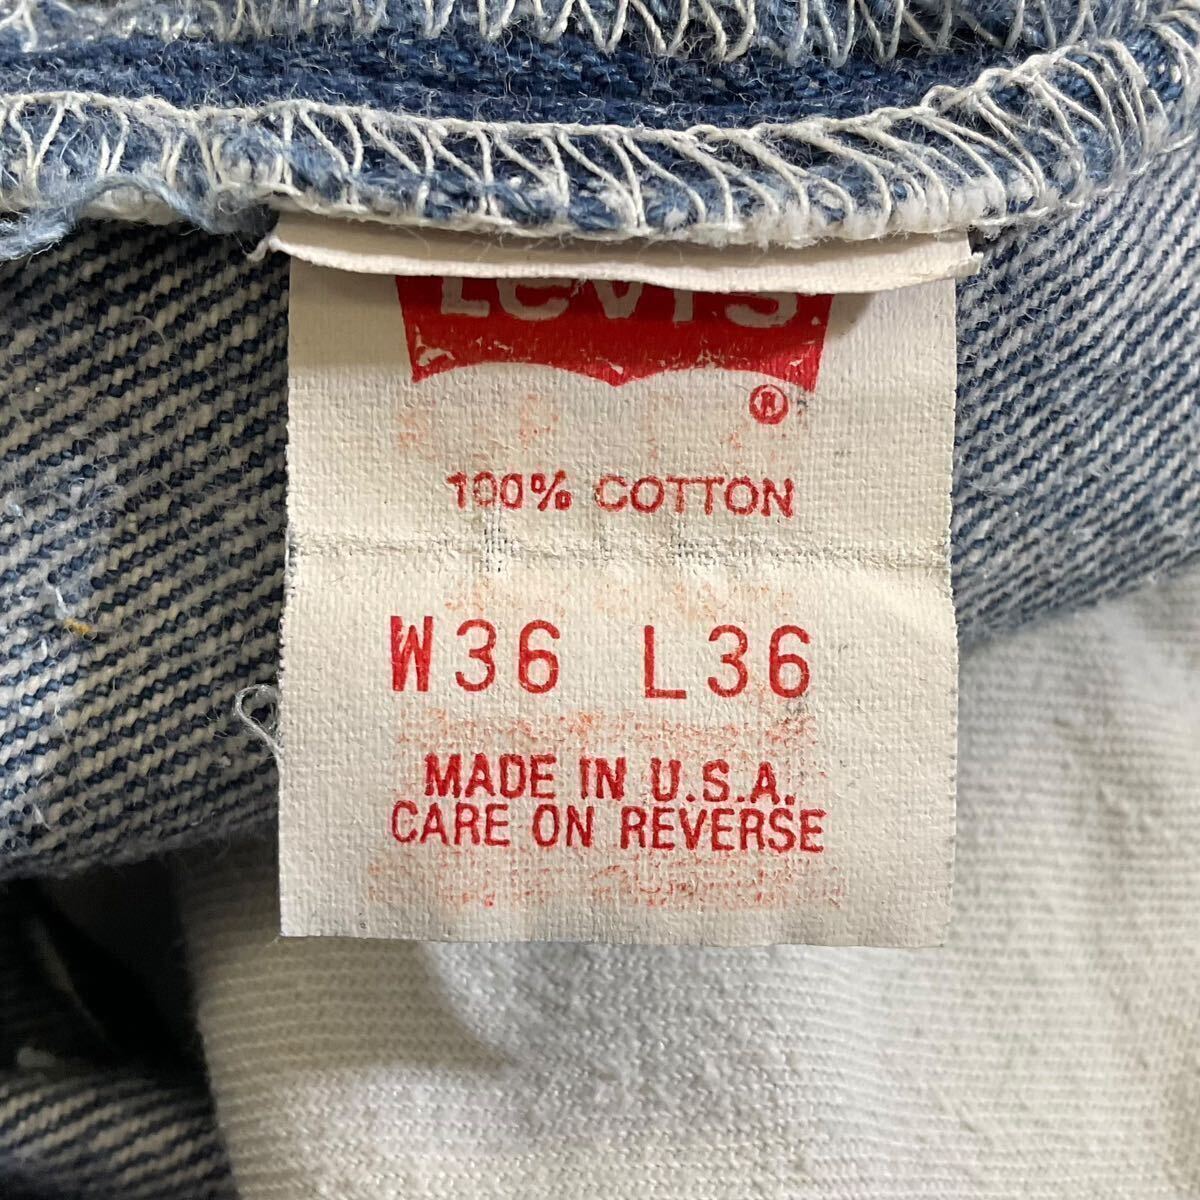 Levi's
®
100% COTTON
W36 L36
MADE IN U.S.A.
CARE ON REVERSE